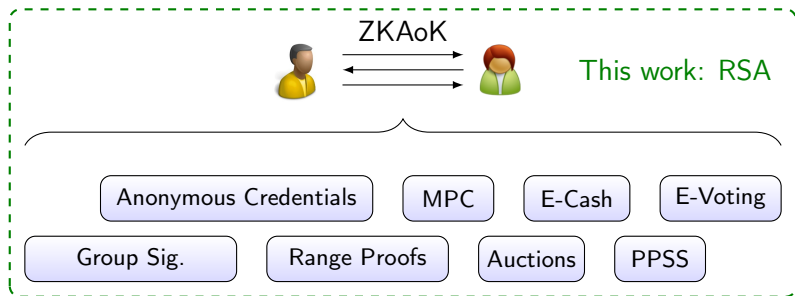 ZKAoK
This work: RSA
Anonymous Credentials
MPC
E-Cash
E-Voting
Group Sig.
Range Proofs
Auctions
PPSS